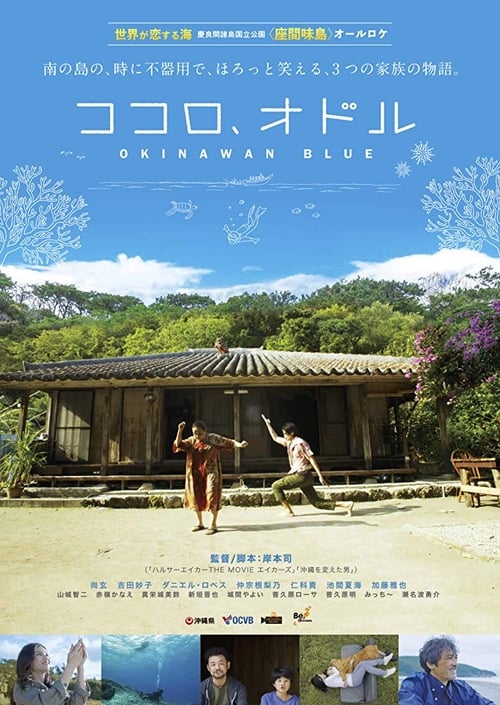 世界が恋する海 慶良間諸島国立公園〈座間味島〉オールロケ
南の島の、時に不器用で、ほろっと笑える、3つの家族の物語。
ココロ、オドル
OKINAWAN BLUE
監督/脚本:岸本司
(「ハルサーエイカーTHE MOVIE エイカーズ」「沖縄を変えた男」)
尚玄 吉田妙子 ダニエル・ロペス 仲宗根梨乃 仁科貴 池間夏海 加藤雅也
山城智二 赤嶺かなえ 真栄城美鈴 新垣晋也 城間やよい 普久原ローサ 普久原明 みっち〜 瀬名波勇介
沖縄県 OCVB Be.